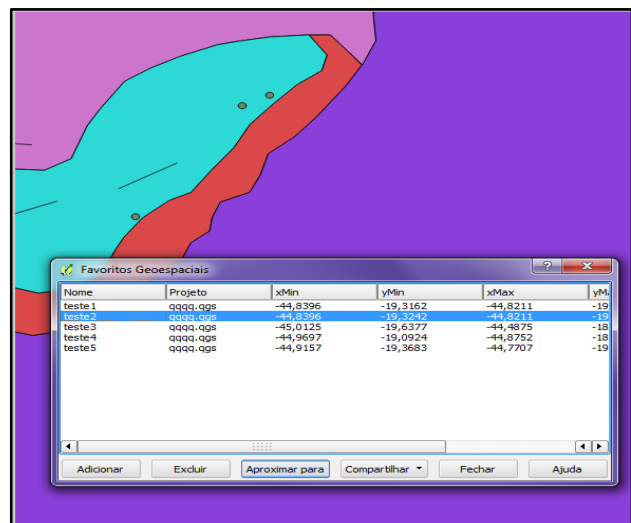 Favoritos Geoespaciais
Nome Projeto xMin yMin xMax yMa
teste1 qqqq.qgs -44,8396 -19,3162 -44,8211 -19
teste2 qqqq.qgs -44,8396 -19,3242 -44,8211 -19
teste3 qqqq.qgs -45,0125 -19,6377 -44,4875 -18
teste4 qqqq.qgs -44,9697 -19,0924 -44,8752 -18
teste5 qqqq.qgs -44,9157 -19,3683 -44,7707 -19
Adicionar Excluir Aproximar para Compartilhar Fechar Ajuda